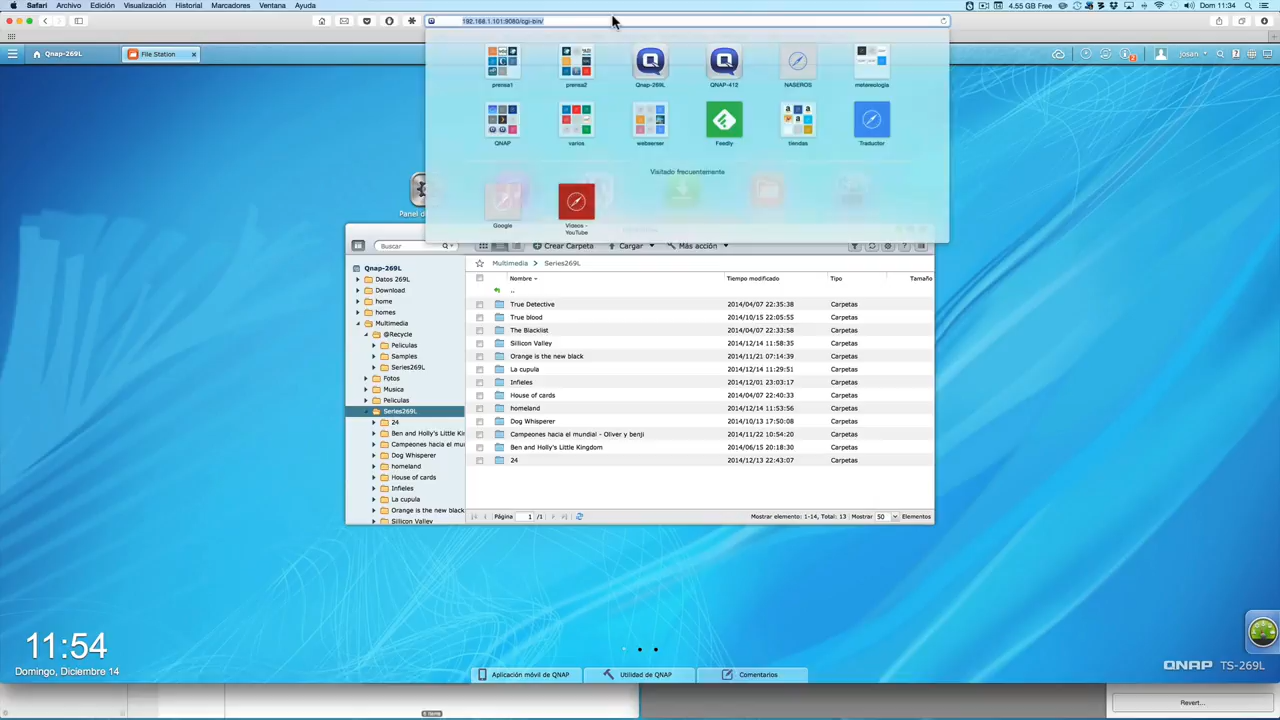 Safari Archivo Edición Visualización Historial Marcadores Ventana Ayuda
4.55 GB Free
Dom 11:34
192.168.1.101:9080/cgi-bin/
Qnap-269L
File Station
josan
prensa1 prensa2 Qnap-269L QNAP-412 NASEROS metereologia
QNAP varios webserser Feedly tiendas Traductor
Visitado frecuentemente
Google
Vídeos -
YouTube
Panel d
Buscar
Crear Carpeta Cargar Más acción
Multimedia > Series269L
Nombre Tiempo modificado Tipo Tamaño
..
True Detective 2014/04/07 22:35:38 Carpetas
True blood 2014/10/15 22:05:55 Carpetas
The Blacklist 2014/04/07 22:33:58 Carpetas
Sillicon Valley 2014/12/14 11:58:35 Carpetas
Orange is the new black 2014/11/21 07:14:39 Carpetas
La cupula 2014/12/14 11:29:51 Carpetas
Infieles 2014/12/01 23:03:17 Carpetas
House of cards 2014/04/07 22:40:33 Carpetas
homeland 2014/12/14 11:53:56 Carpetas
Dog Whisperer 2014/10/13 17:50:08 Carpetas
Campeones hacia el mundial - Oliver y benji 2014/11/22 10:54:20 Carpetas
Ben and Holly's Little Kingdom 2014/06/15 20:18:30 Carpetas
24 2014/12/13 22:43:07 Carpetas
Qnap-269L
Datos 269L
Download
home
homes
Multimedia
@Recycle
Peliculas
Samples
Series269L
Fotos
Musica
Peliculas
Series269L
24
Ben and Holly's Little Kin
Campeones hacia el mu
Dog Whisperer
homeland
House of cards
Infieles
La cupula
Orange is the new black
Sillicon Valley
Página 1 /1
Mostrar elemento: 1-14, Total: 13 Mostrar 50 Elementos
11:54
Domingo, Diciembre 14
QNAP TS-269L
Aplicación móvil de QNAP Utilidad de QNAP Comentarios
Revert...